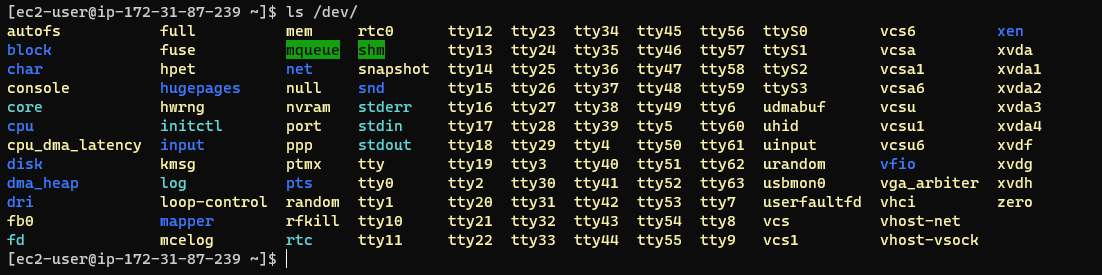 [ec2-user@ip-172-31-87-239 ~]$ ls /dev/
autofs full mem rtc0 tty12 tty23 tty34 tty45 tty56 ttyS0 vcs6 xen
block fuse mqueue shm tty13 tty24 tty35 tty46 tty57 ttyS1 vcsa xvda
char hpet net snapshot tty14 tty25 tty36 tty47 tty58 ttyS2 vcsa1 xvda1
console hugepages null snd tty15 tty26 tty37 tty48 tty59 ttyS3 vcsa6 xvda2
core hwrng nvram stderr tty16 tty27 tty38 tty49 tty6 udmabuf vcsu xvda3
cpu initctl port stdin tty17 tty28 tty39 tty5 tty60 uhid vcsu1 xvda4
cpu_dma_latency input ppp stdout tty18 tty29 tty4 tty50 tty61 uinput vcsu6 xvdf
disk kmsg ptmx tty tty19 tty3 tty40 tty51 tty62 urandom vfio xvdg
dma_heap log pts tty0 tty2 tty30 tty41 tty52 tty63 usbmon0 vga_arbiter xvdh
dri loop-control random tty1 tty20 tty31 tty42 tty53 tty7 userfaultfd vhci zero
fb0 mapper rfkill tty10 tty21 tty32 tty43 tty54 tty8 vcs vhost-net
fd mcelog rtc tty11 tty22 tty33 tty44 tty55 tty9 vcs1 vhost-vsock
[ec2-user@ip-172-31-87-239 ~]$